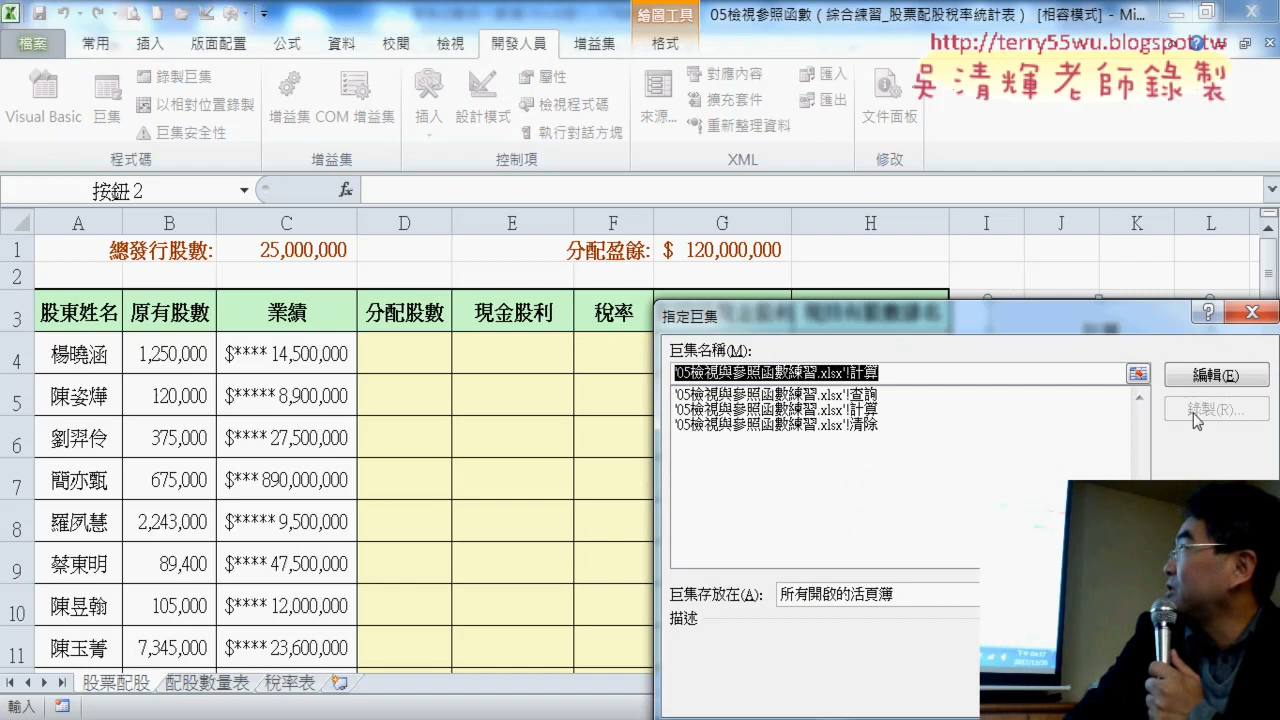 繪圖工具
05檢視參照函數（綜合練習_股票配股稅率統計表） [相容模式] - Mi...
檔案 常用 插入 版面配置 公式 資料 校閱 檢視 開發人員 增益集 格式
http://terry55wu.blogspot.tw
吳清輝老師錄製
Visual Basic
巨集
錄製巨集
以相對位置錄製
巨集安全性
程式碼
增益集
COM 增益集
增益集
插入
設計模式
屬性
檢視程式碼
執行對話方塊
控制項
來源...
對應內容
擴充套件
重新整理資料
匯入
匯出
XML
文件面板
修改
按鈕 2
fx
A B C D E F G H I J K L
1 總發行股數: 25,000,000 分配盈餘: $ 120,000,000
2
3 股東姓名 原有股數 業績 分配股數 現金股利 稅率
4 楊曉涵 1,250,000 $**** 14,500,000
5 陳姿燁 120,000 $***** 8,900,000
6 劉羿伶 375,000 $**** 27,500,000
7 簡亦甄 675,000 $*** 890,000,000
8 羅夙慧 2,243,000 $***** 9,500,000
9 蔡東明 89,400 $**** 47,500,000
10 陳昱翰 105,000 $**** 12,000,000
11 陳玉菁 7,345,000 $**** 23,600,000
指定巨集
巨集名稱(M):
'05檢視與參照函數練習.xlsx'!計算
'05檢視與參照函數練習.xlsx'!查詢
'05檢視與參照函數練習.xlsx'!計算
'05檢視與參照函數練習.xlsx'!清除
編輯(E)
錄製(R)...
巨集存放在(A): 所有開啟的活頁簿
描述
股票配股 配股數量表 稅率表
輸入